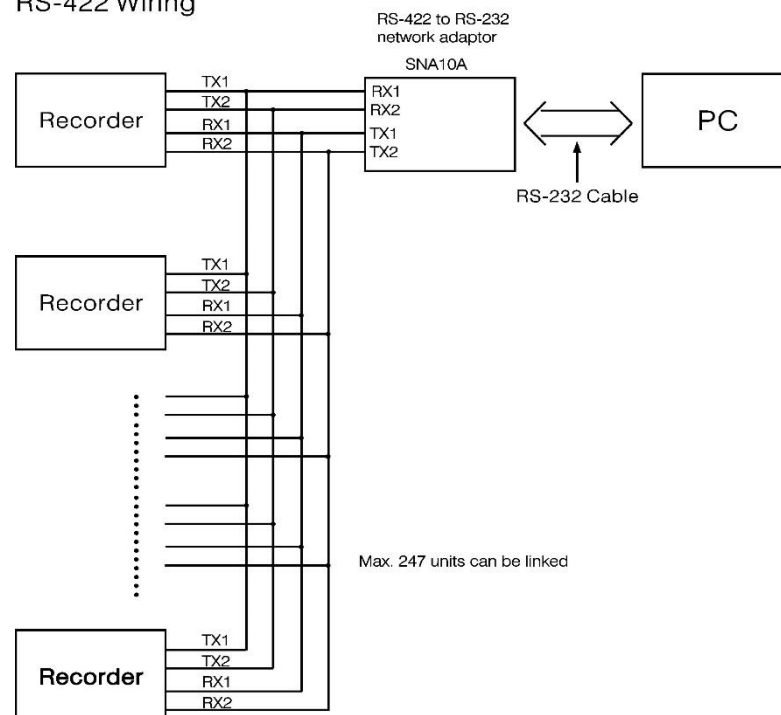 RS-422 Wiring
RS-422 to RS-232
network adaptor
SNA10A
Recorder
TX1
TX2
RX1
RX2
RX1
RX2
TX1
TX2
PC
RS-232 Cable
Recorder
TX1
TX2
RX1
RX2
Max. 247 units can be linked
Recorder
TX1
TX2
RX1
RX2